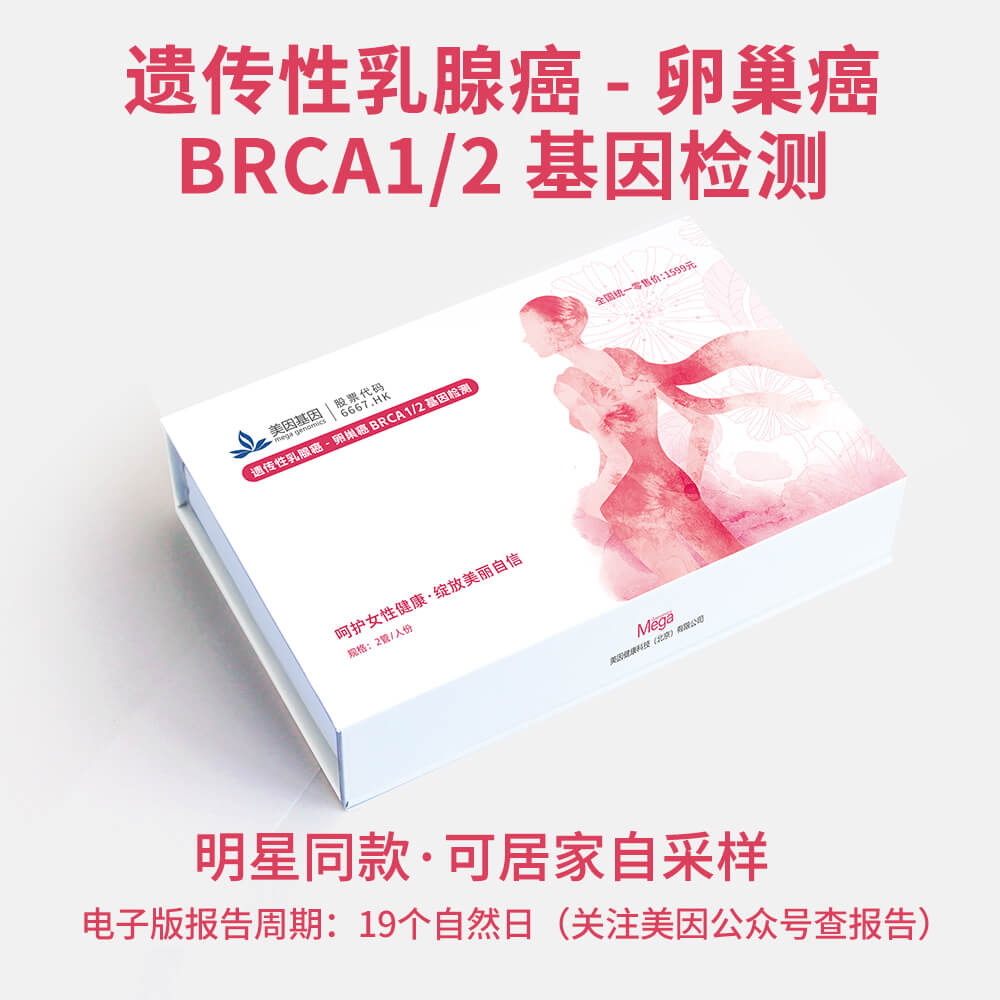 遗传性乳腺癌 - 卵巢癌
BRCA1/2 基因检测
全国统一零售价:1599元
美因基因
mega genomics
股票代码
6667.HK
遗传性乳腺癌 - 卵巢癌 BRCA 1/2 基因检测
呵护女性健康·绽放美丽自信
规格：2管/人份
Mega
美因健康科技（北京）有限公司
明星同款·可居家自采样
电子版报告周期：19个自然日（关注美因公众号查报告）